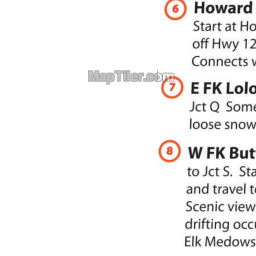 6 Howard
Start at Ho
off Hwy 12
Connects w
MapTiler.com
7 E FK Lolo
Jct Q Some
loose snow
8 W FK But
to Jct S. Sta
and travel t
Scenic view
drifting occ
Elk Medows